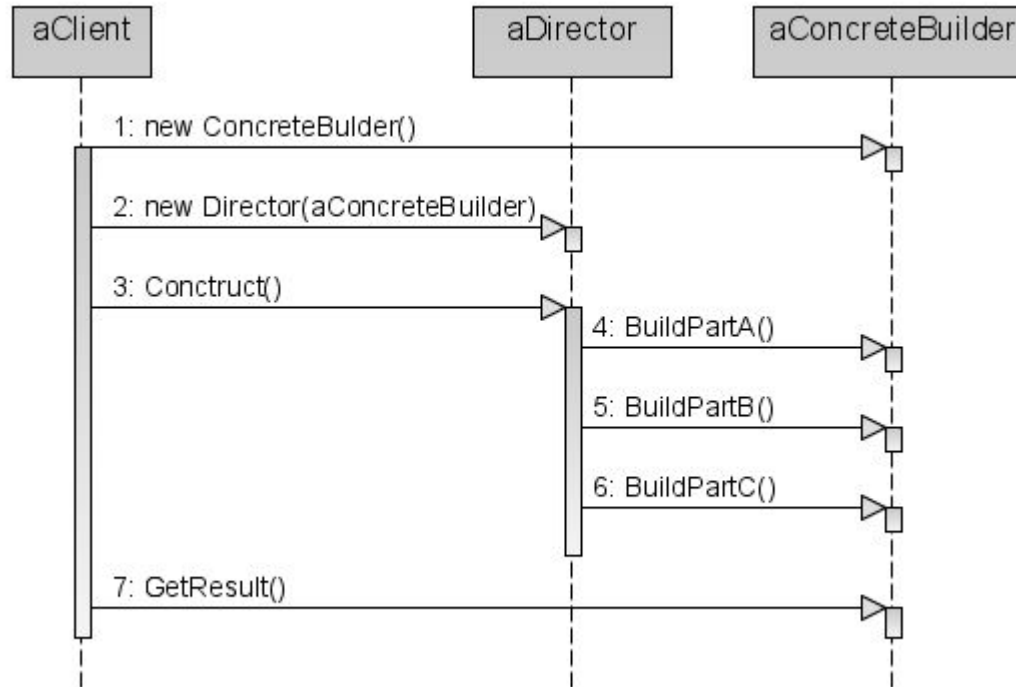 aClient
aDirector
aConcreteBuilder
1: new ConcreteBulder()
2: new Director(aConcreteBuilder)
3: Conctruct()
4: BuildPartA()
5: BuildPartB()
6: BuildPartC()
7: GetResult()